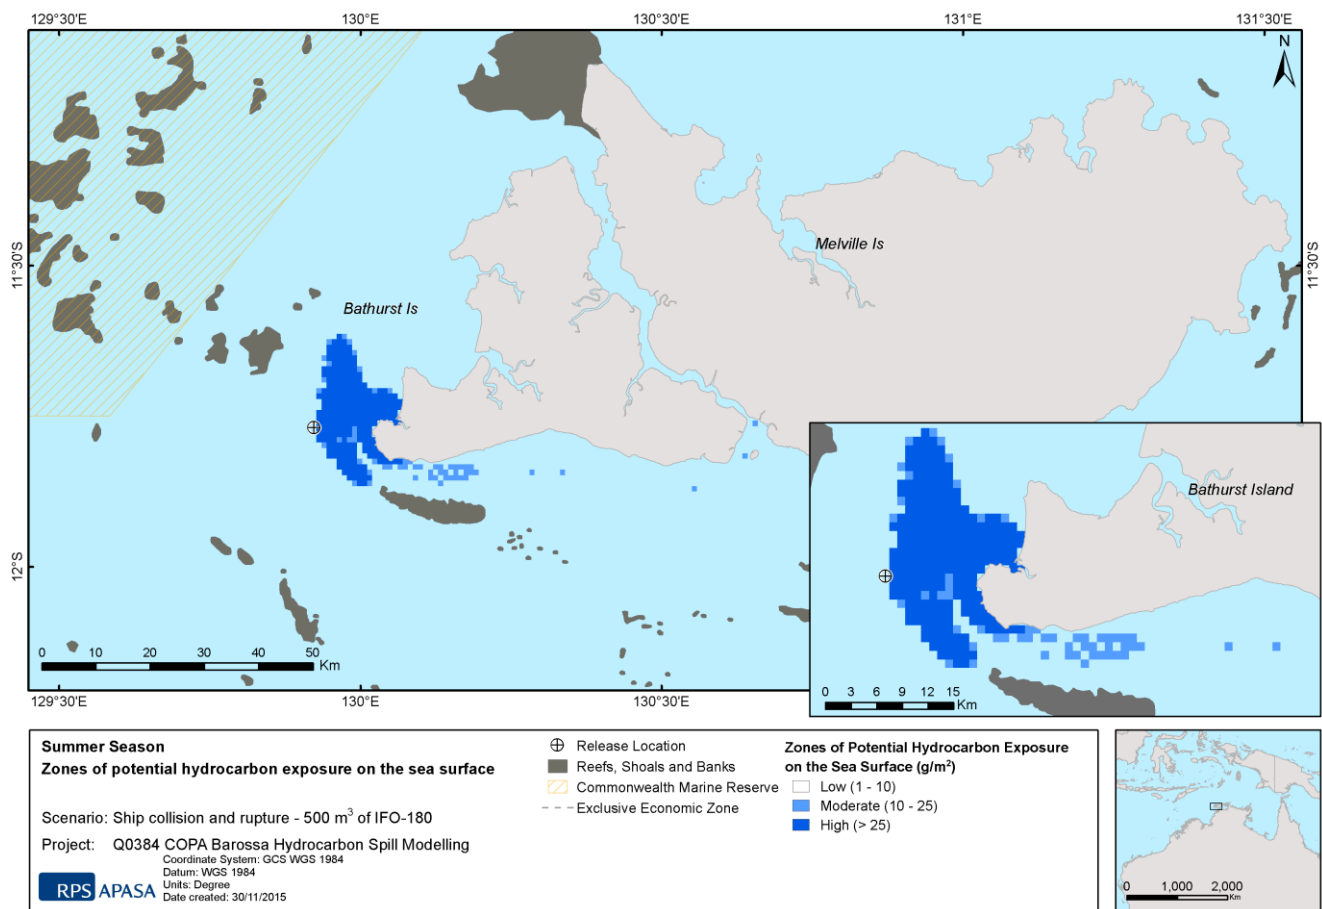 129°30'E 130°E 130°30'E 131°E 131°30'E
N
11°30'S
11°30'S
Melville Is
Bathurst Is
Bathurst Island
12°S
0 10 20 30 40 50 Km
0 3 6 9 12 15 Km
129°30'E 130°E 130°30'E
Summer Season
Zones of potential hydrocarbon exposure on the sea surface
Scenario: Ship collision and rupture - 500 m³ of IFO-180
Project: Q0384 COPA Barossa Hydrocarbon Spill Modelling
Coordinate System: GCS WGS 1984
Datum: WGS 1984
Units: Degree
Date created: 30/11/2015
RPS APASA
Release Location
Reefs, Shoals and Banks
Commonwealth Marine Reserve
Exclusive Economic Zone
Zones of Potential Hydrocarbon Exposure
on the Sea Surface (g/m²)
Low (1 - 10)
Moderate (10 - 25)
High (> 25)
0 1,000 2,000
Km